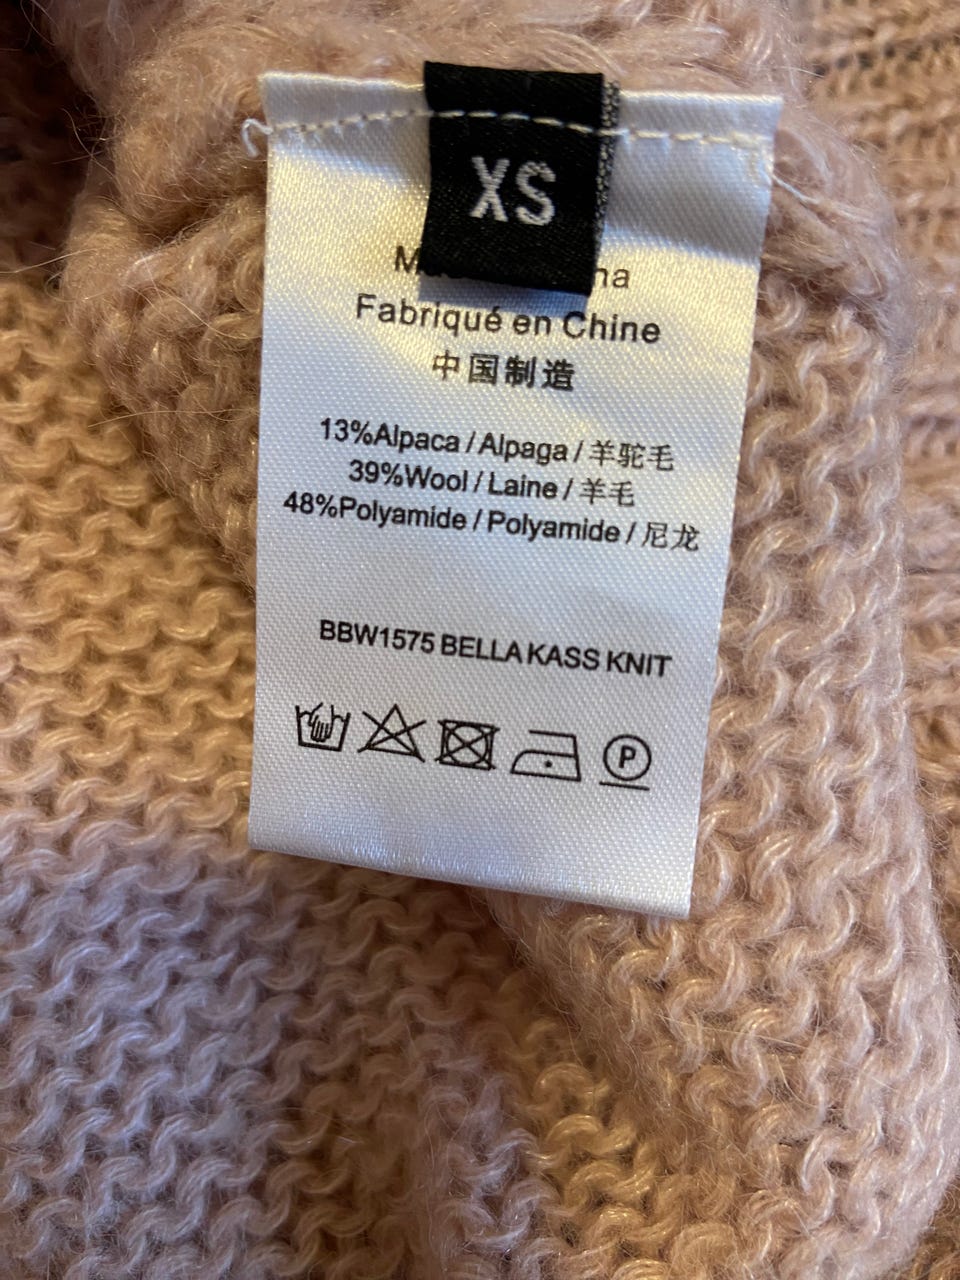 XS
Fabriqué en Chine
中国制造
13%Alpaca / Alpaga / 羊驼毛
39%Wool / Laine / 羊毛
48%Polyamide / Polyamide / 尼龙
BBW1575 BELLA KASS KNIT
P